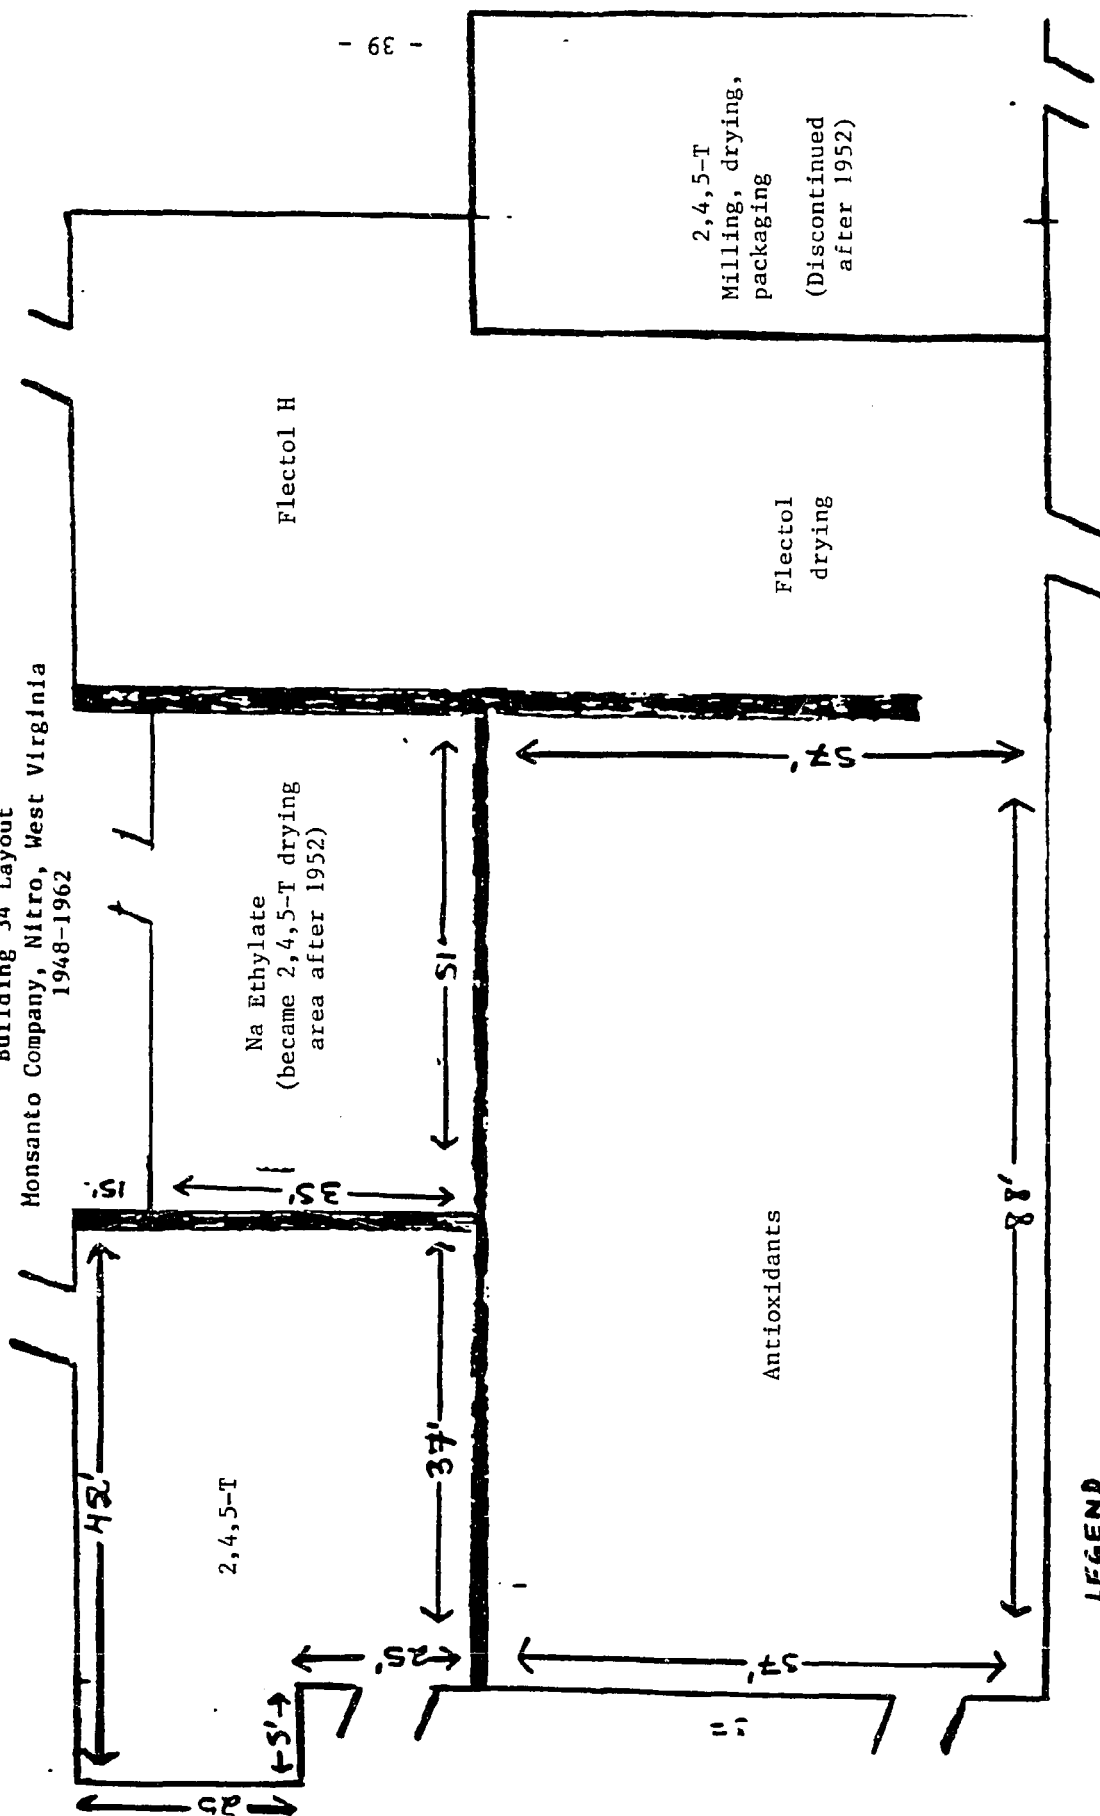 Building 34 Layout
Monsanto Company, Nitro, West Virginia
1948-1962
- 39 -
45'
15'
2,4,5-T
Na Ethylate
(became 2,4,5-T drying
area after 1952)
Flectol H
35'
37'
51'
25
5'
25'
57'
57'
Antioxidants
Flectol
drying
2,4,5-T
Milling, drying,
packaging
(Discontinued
after 1952)
88'
LEGEND